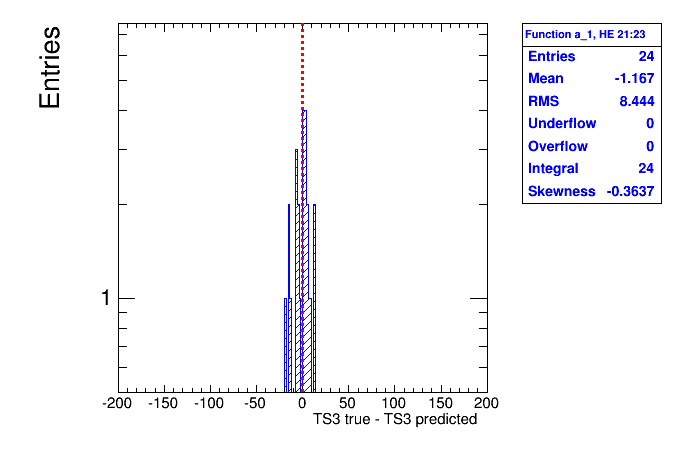 Entries
1
-200 -150 -100 -50 0 50 100 150 200
TS3 true - TS3 predicted
Function a_1, HE 21:23
Entries 24
Mean -1.167
RMS 8.444
Underflow 0
Overflow 0
Integral 24
Skewness -0.3637